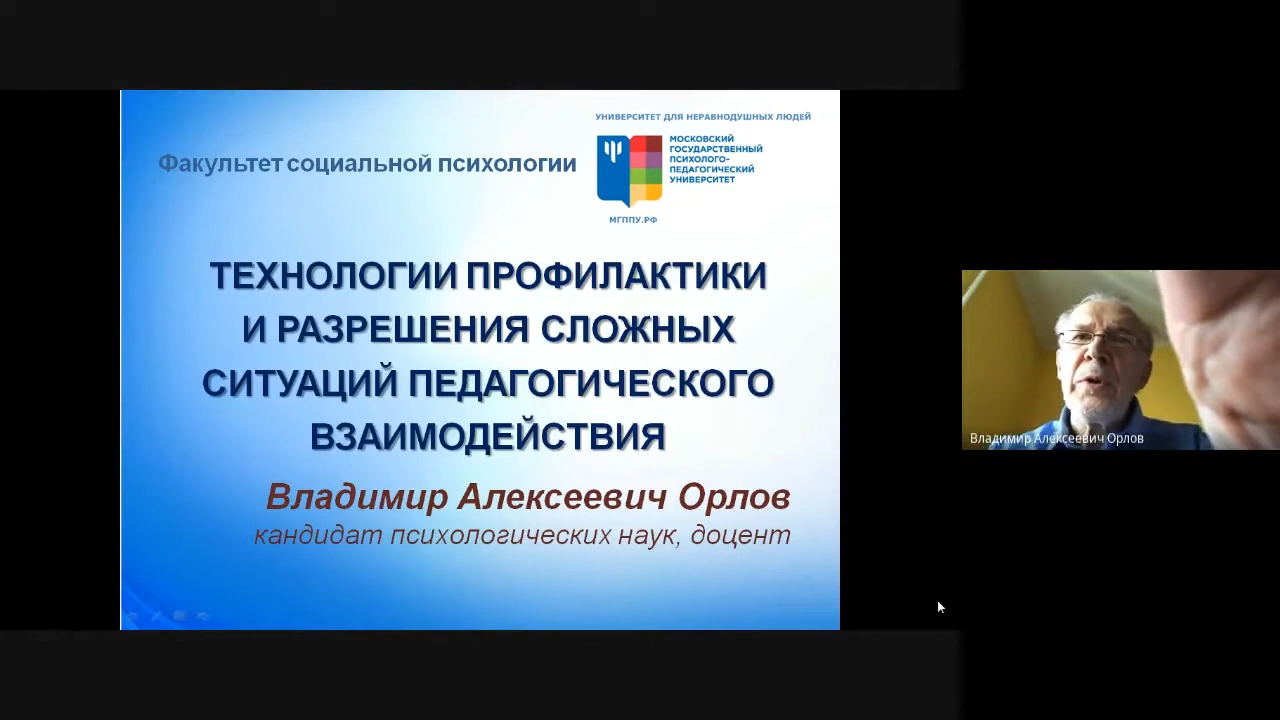 УНИВЕРСИТЕТ ДЛЯ НЕРАВНОДУШНЫХ ЛЮДЕЙ
Факультет социальной психологии
МОСКОВСКИЙ
ГОСУДАРСТВЕННЫЙ
ПСИХОЛОГО-
ПЕДАГОГИЧЕСКИЙ
УНИВЕРСИТЕТ
МГППУ.РФ
ТЕХНОЛОГИИ ПРОФИЛАКТИКИ
И РАЗРЕШЕНИЯ СЛОЖНЫХ
СИТУАЦИЙ ПЕДАГОГИЧЕСКОГО
ВЗАИМОДЕЙСТВИЯ
Владимир Алексеевич Орлов
кандидат психологических наук, доцент
Владимир Алексеевич Орлов